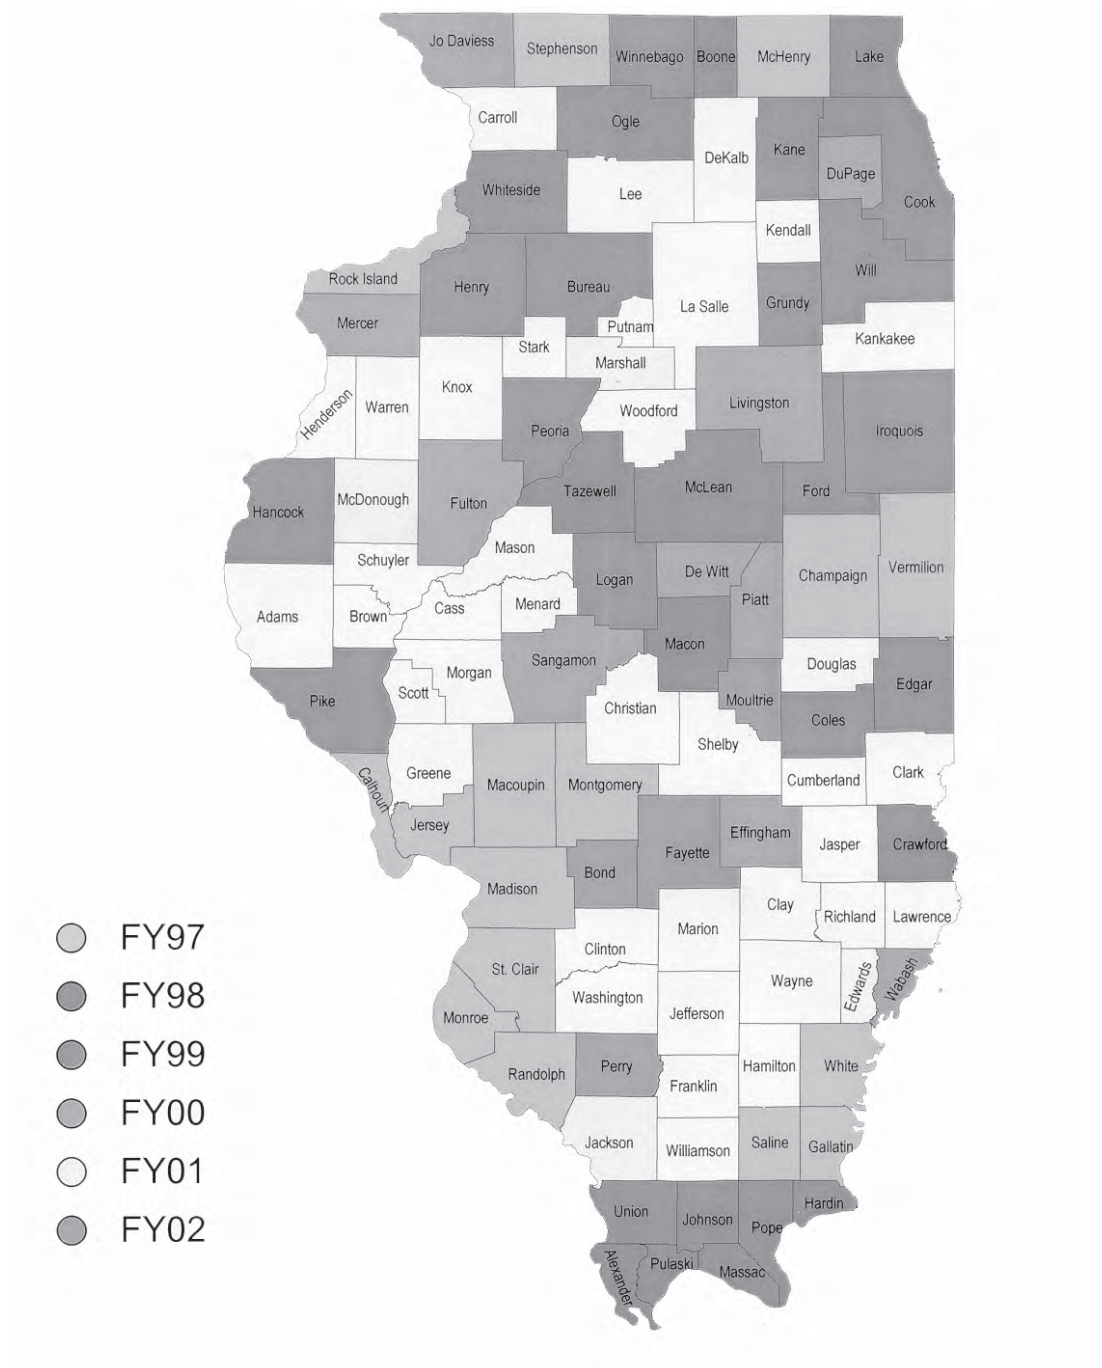 Jo Daviess
Stephenson
Winnebago
Boone
McHenry
Lake
Carroll
Ogle
DeKalb
Kane
DuPage
Cook
Whiteside
Lee
Kendall
Rock Island
Henry
Bureau
La Salle
Will
Grundy
Mercer
Putnam
Kankakee
Stark
Marshall
Henderson
Warren
Knox
Woodford
Livingston
Peoria
Iroquois
Hancock
McDonough
Fulton
Tazewell
McLean
Ford
Schuyler
Mason
Logan
De Witt
Champaign
Vermilion
Piatt
Adams
Brown
Cass
Menard
Macon
Sangamon
Douglas
Pike
Scott
Morgan
Christian
Moultrie
Edgar
Coles
Shelby
Calhoun
Greene
Macoupin
Montgomery
Cumberland
Clark
Jersey
Effingham
Fayette
Jasper
Crawford
Bond
Madison
Clay
Richland
Lawrence
Marion
FY97
Clinton
St. Clair
Wayne
Edwards
Wabash
FY98
Washington
Monroe
Jefferson
FY99
Randolph
Perry
Hamilton
White
Franklin
FY00
Jackson
Williamson
Saline
Gallatin
FY01
Union
Johnson
Pope
Hardin
FY02
Alexander
Pulaski
Massac